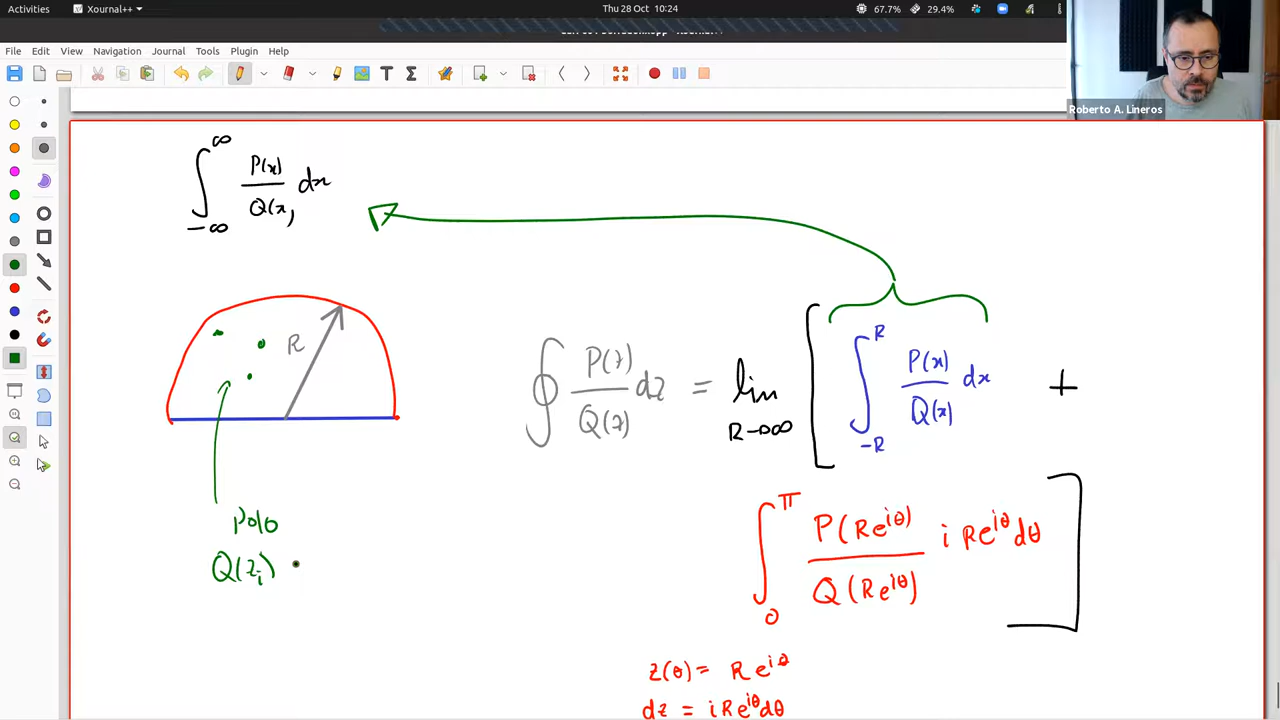 Activities
Xournal++
Thu 28 Oct 10:24
67.7%
29.4%
File Edit View Navigation Journal Tools Plugin Help
Roberto A. Lineros
∫_{-∞}^{∞} P(x)/Q(x) dx
R
∮ P(z)/Q(z) dz = lim_{R→∞} [ ∫_{-R}^{R} P(x)/Q(x) dx +
∫_0^π P(Re^{iθ})/Q(Re^{iθ}) i Re^{iθ} dθ ]
Polo
Q(z_i)
z(θ) = R e^{iθ}
dz = i R e^{iθ} dθ